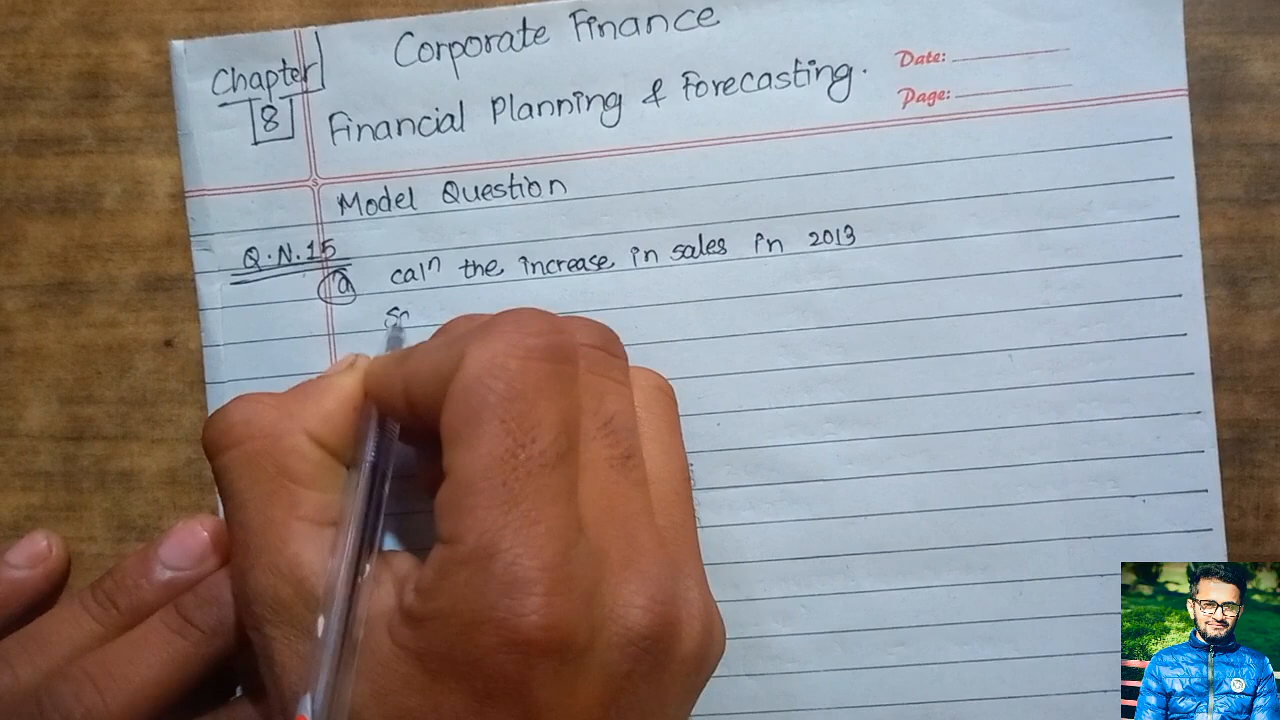 Corporate Finance
Chapter 8
Financial Planning & Forecasting.
Date:
Page:
Model Question
Q.N.15
a caln the increase in sales in 2013